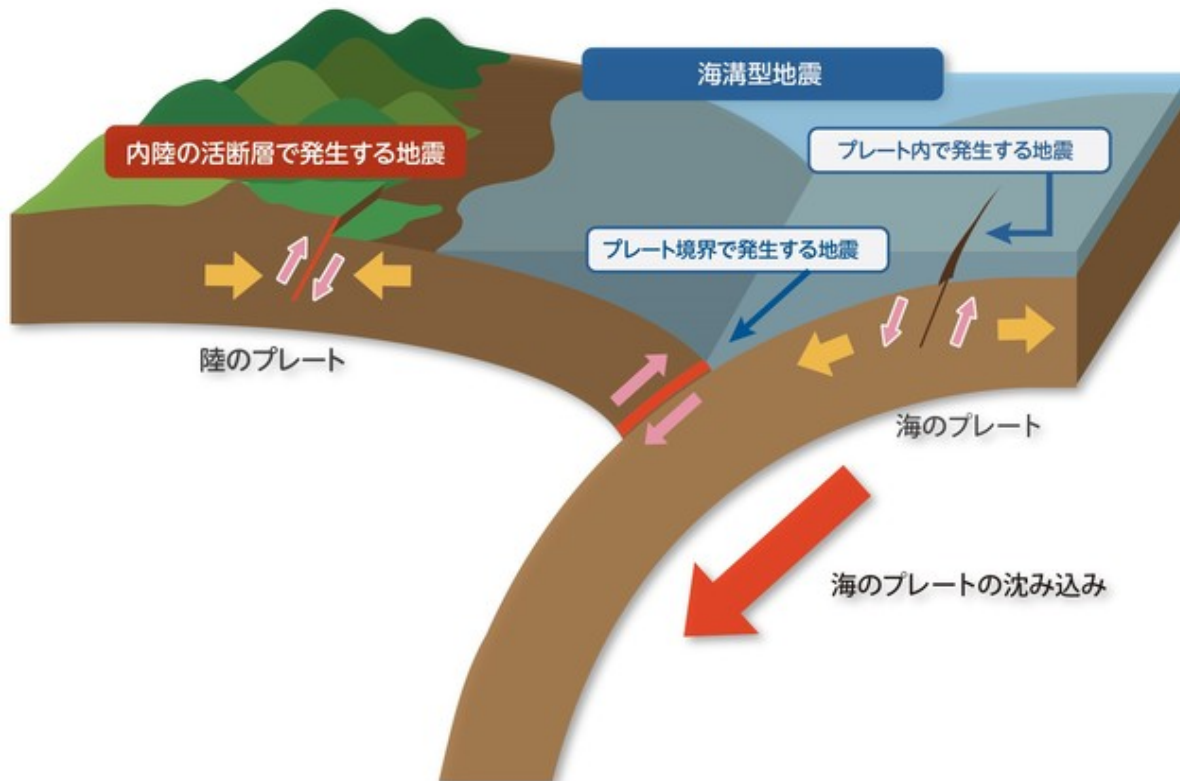 海溝型地震
内陸の活断層で発生する地震
プレート内で発生する地震
プレート境界で発生する地震
陸のプレート
海のプレート
海のプレートの沈み込み